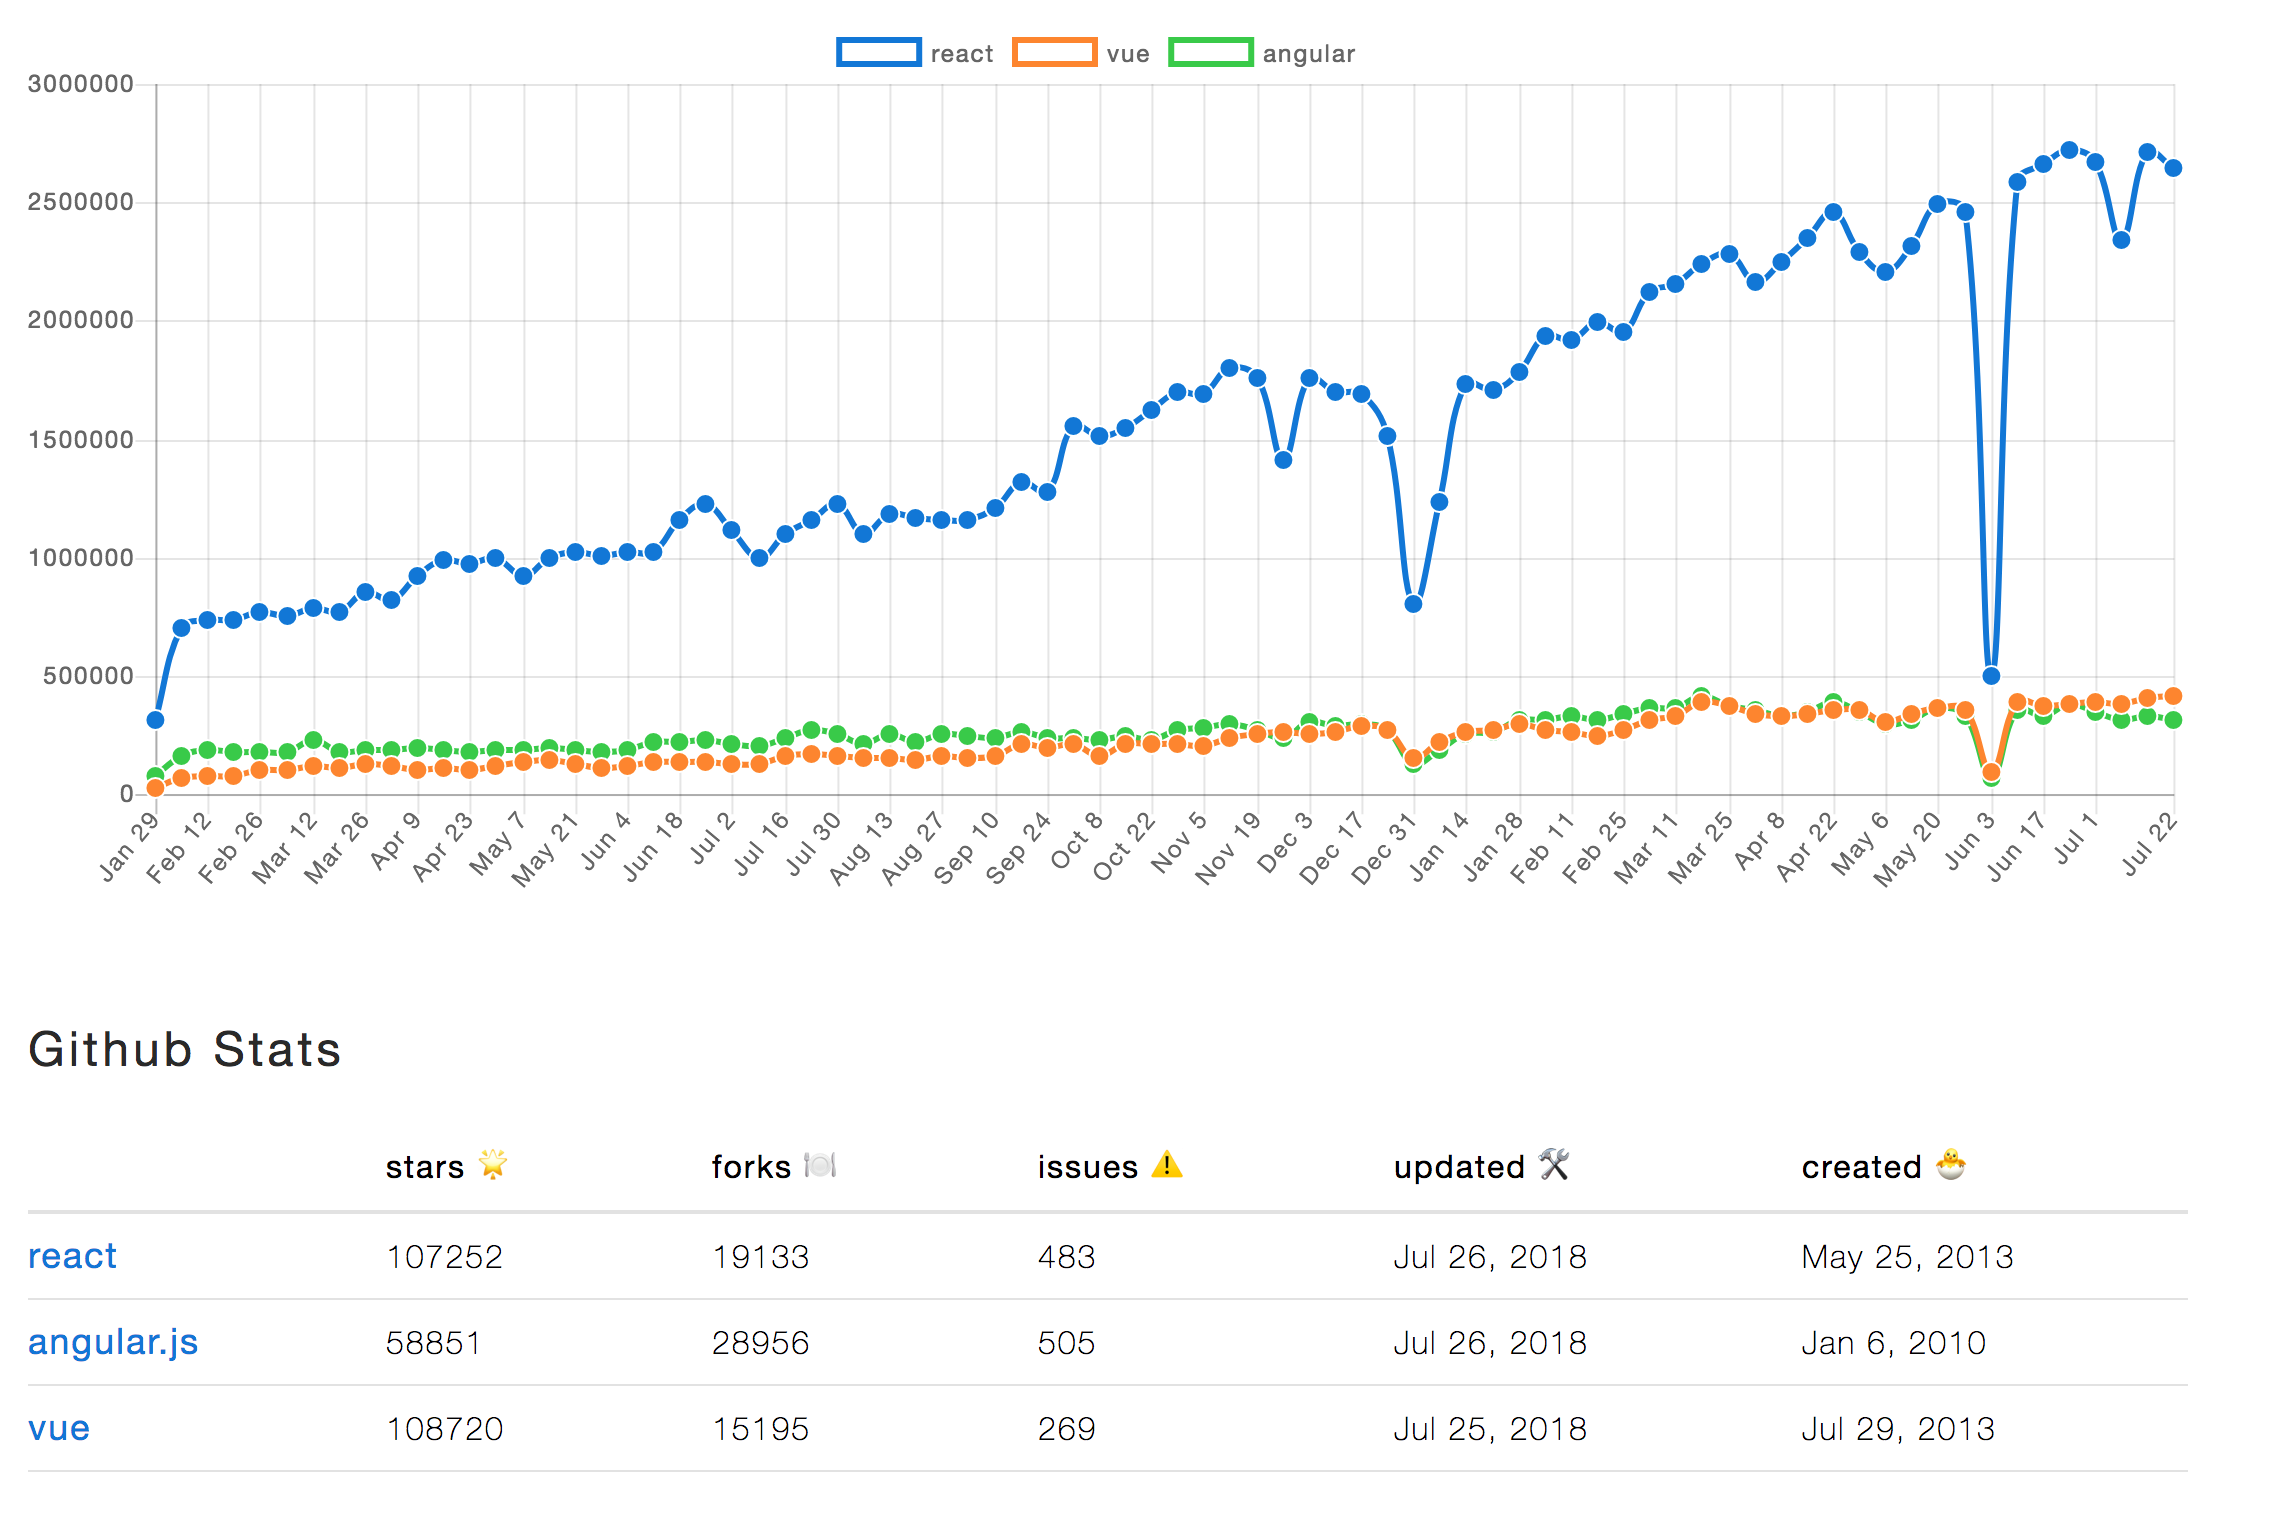 react vue angular
3000000
2500000
2000000
1500000
1000000
500000
0
Jan 29 Feb 12 Feb 26 Mar 12 Mar 26 Apr 9 Apr 23 May 7 May 21 Jun 4 Jun 18 Jul 2 Jul 16 Jul 30 Aug 13 Aug 27 Sep 10 Sep 24 Oct 8 Oct 22 Nov 5 Nov 19 Dec 3 Dec 17 Dec 31 Jan 14 Jan 28 Feb 11 Feb 25 Mar 11 Mar 25 Apr 8 Apr 22 May 6 May 20 Jun 3 Jun 17 Jul 1 Jul 22
Github Stats
stars 🌟 forks 🍽️ issues ⚠️ updated 🛠️ created 🐣
react 107252 19133 483 Jul 26, 2018 May 25, 2013
angular.js 58851 28956 505 Jul 26, 2018 Jan 6, 2010
vue 108720 15195 269 Jul 25, 2018 Jul 29, 2013